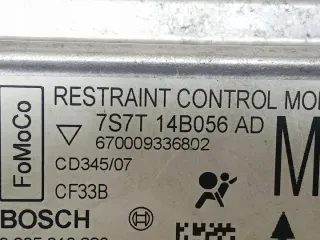 RESTRAINT CONTROL MO
7S7T 14B056 AD
670009336802
FoMoCo
CD345/07
CF33B
M
BOSCH